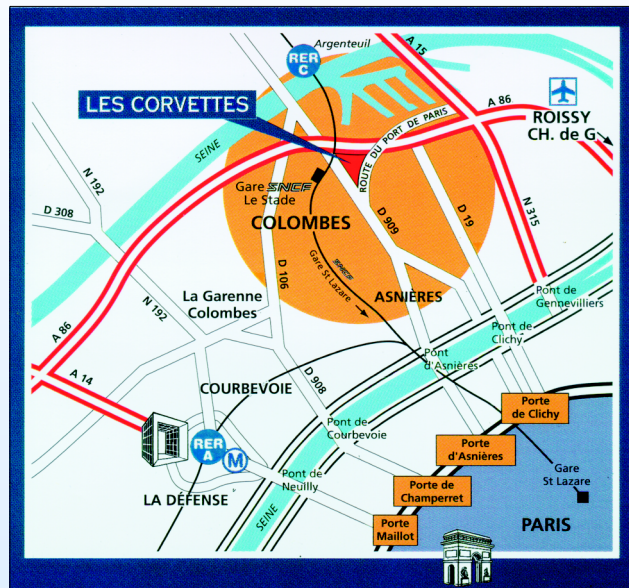 Argenteuil
RER
C
A 15
LES CORVETTES
A 86
ROISSY
CH. de G
SEINE
ROUTE DU PORT DE PARIS
N 192
Gare SNCF
Le Stade
D 308
COLOMBES
D 909
D 19
N 315
D 106
SNCF
Gare St Lazare
ASNIÈRES
La Garenne
Colombes
N 192
Pont de
Gennevilliers
Pont de
Clichy
A 86
Pont
d'Asnières
A 14
COURBEVOIE
D 908
Porte
de Clichy
Pont de
Courbevoie
RER
A
M
Porte
d'Asnières
Gare
St Lazare
Pont de
Neuilly
Porte de
Champerret
LA DÉFENSE
SEINE
Porte
Maillot
PARIS